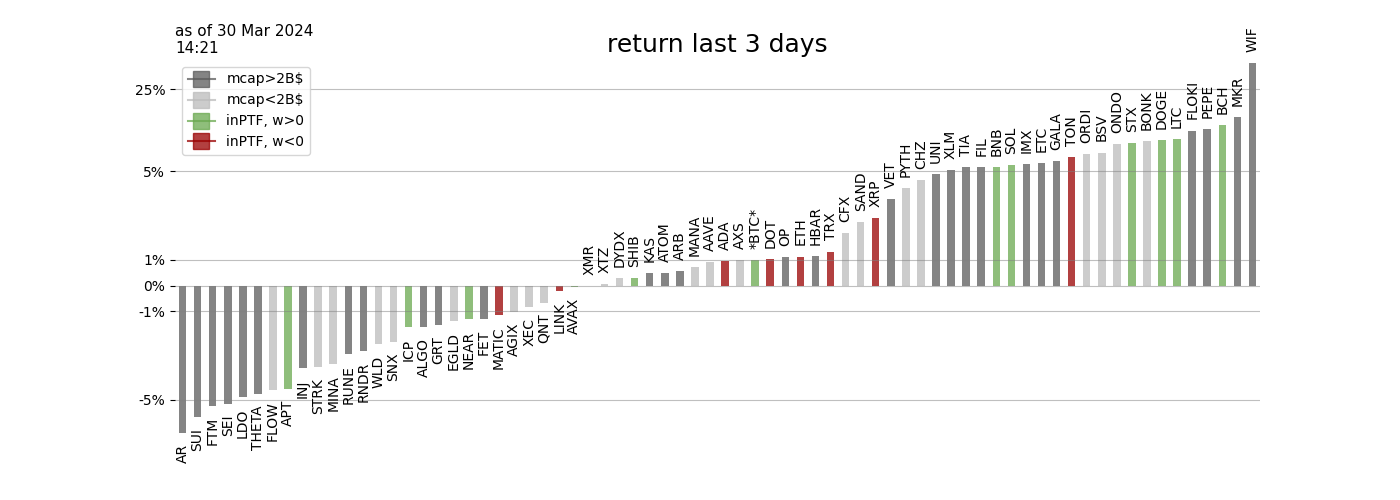 as of 30 Mar 2024
14:21
return last 3 days
mcap>2B$
mcap<2B$
inPTF, w>0
inPTF, w<0
25%
5%
1%
0%
-1%
-5%
AR
SUI
FTM
SEI
LDO
THETA
FLOW
APT
INJ
STRK
MINA
RUNE
RNDR
WLD
SNX
ICP
ALGO
GRT
EGLD
NEAR
FET
MATIC
AGIX
XEC
QNT
LINK
AVAX
XMR
XTZ
DYDX
SHIB
KAS
ATOM
ARB
MANA
AAVE
ADA
AXS
*BTC*
DOT
OP
ETH
HBAR
TRX
CFX
SAND
XRP
VET
PYTH
CHZ
UNI
XLM
TIA
FIL
BNB
SOL
IMX
ETC
GALA
TON
ORDI
BSV
ONDO
STX
BONK
DOGE
LTC
FLOKI
PEPE
BCH
MKR
WIF